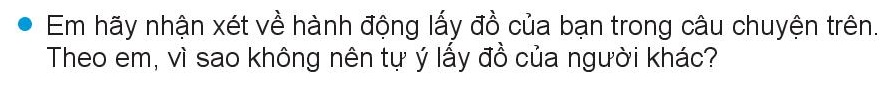 Em hãy nhận xét về hành động lấy đồ của bạn trong câu chuyện trên.
Theo em, vì sao không nên tự ý lấy đồ của người khác?